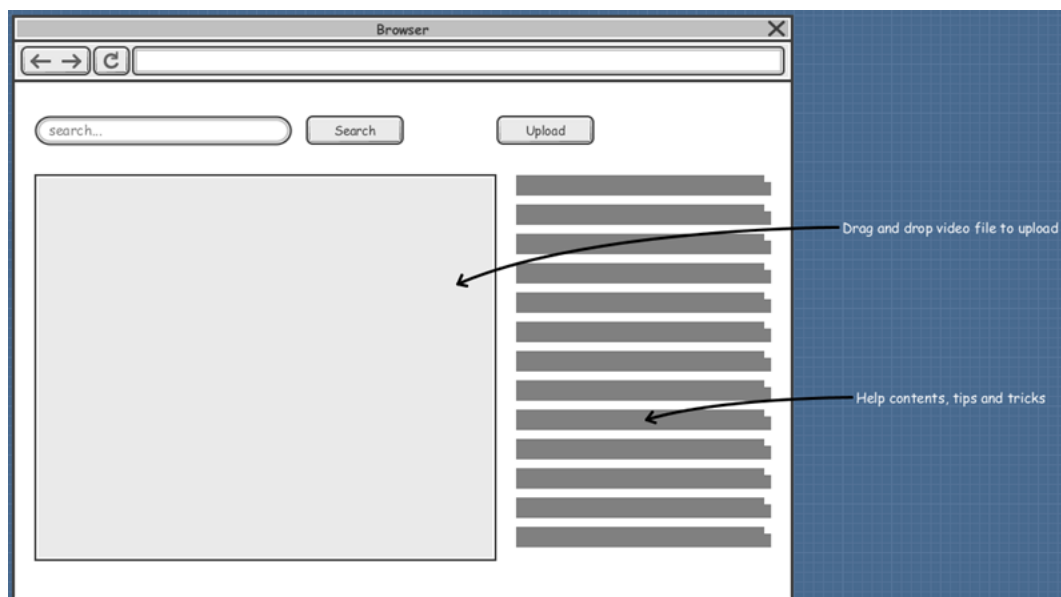 Browser
search...
Search
Upload
Drag and drop video file to upload
Help contents, tips and tricks